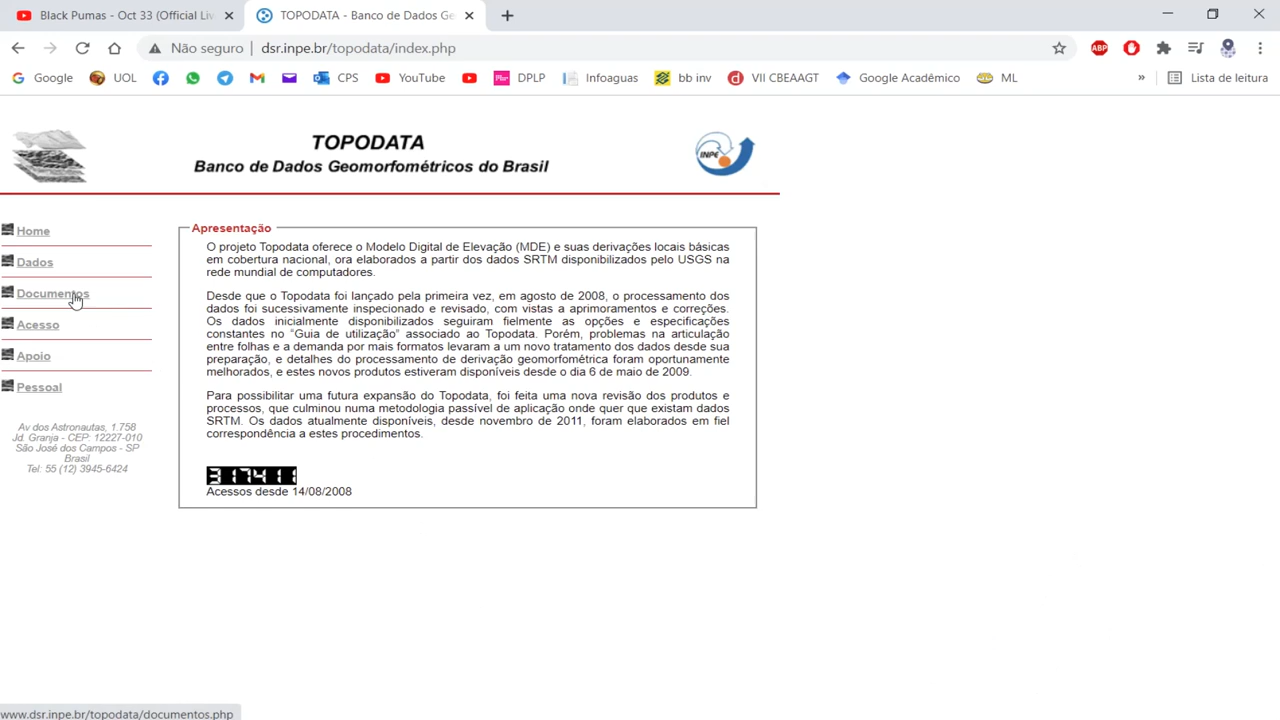 Black Pumas - Oct 33 (Official Liv
TOPODATA - Banco de Dados Ge
Não seguro
dsr.inpe.br/topodata/index.php
ABP
Google
UOL
CPS
YouTube
DPLP
Infoaguas
bb inv
VII CBEAAGT
Google Acadêmico
ML
»
Lista de leitura
TOPODATA
Banco de Dados Geomorfométricos do Brasil
INPE
Home
Dados
Documentos
Acesso
Apoio
Pessoal
Av dos Astronautas, 1.758
Jd. Granja - CEP: 12227-010
São José dos Campos - SP
Brasil
Tel: 55 (12) 3945-6424
Apresentação
O projeto Topodata oferece o Modelo Digital de Elevação (MDE) e suas derivações locais básicas
em cobertura nacional, ora elaborados a partir dos dados SRTM disponibilizados pelo USGS na
rede mundial de computadores.
Desde que o Topodata foi lançado pela primeira vez, em agosto de 2008, o processamento dos
dados foi sucessivamente inspecionado e revisado, com vistas a aprimoramentos e correções.
Os dados inicialmente disponibilizados seguiram fielmente as opções e especificações
constantes no "Guia de utilização" associado ao Topodata. Porém, problemas na articulação
entre folhas e a demanda por mais formatos levaram a um novo tratamento dos dados desde sua
preparação, e detalhes do processamento de derivação geomorfométrica foram oportunamente
melhorados, e estes novos produtos estiveram disponíveis desde o dia 6 de maio de 2009.
Para possibilitar uma futura expansão do Topodata, foi feita uma nova revisão dos produtos e
processos, que culminou numa metodologia passível de aplicação onde quer que existam dados
SRTM. Os dados atualmente disponíveis, desde novembro de 2011, foram elaborados em fiel
correspondência a estes procedimentos.
317411
Acessos desde 14/08/2008
www.dsr.inpe.br/topodata/documentos.php